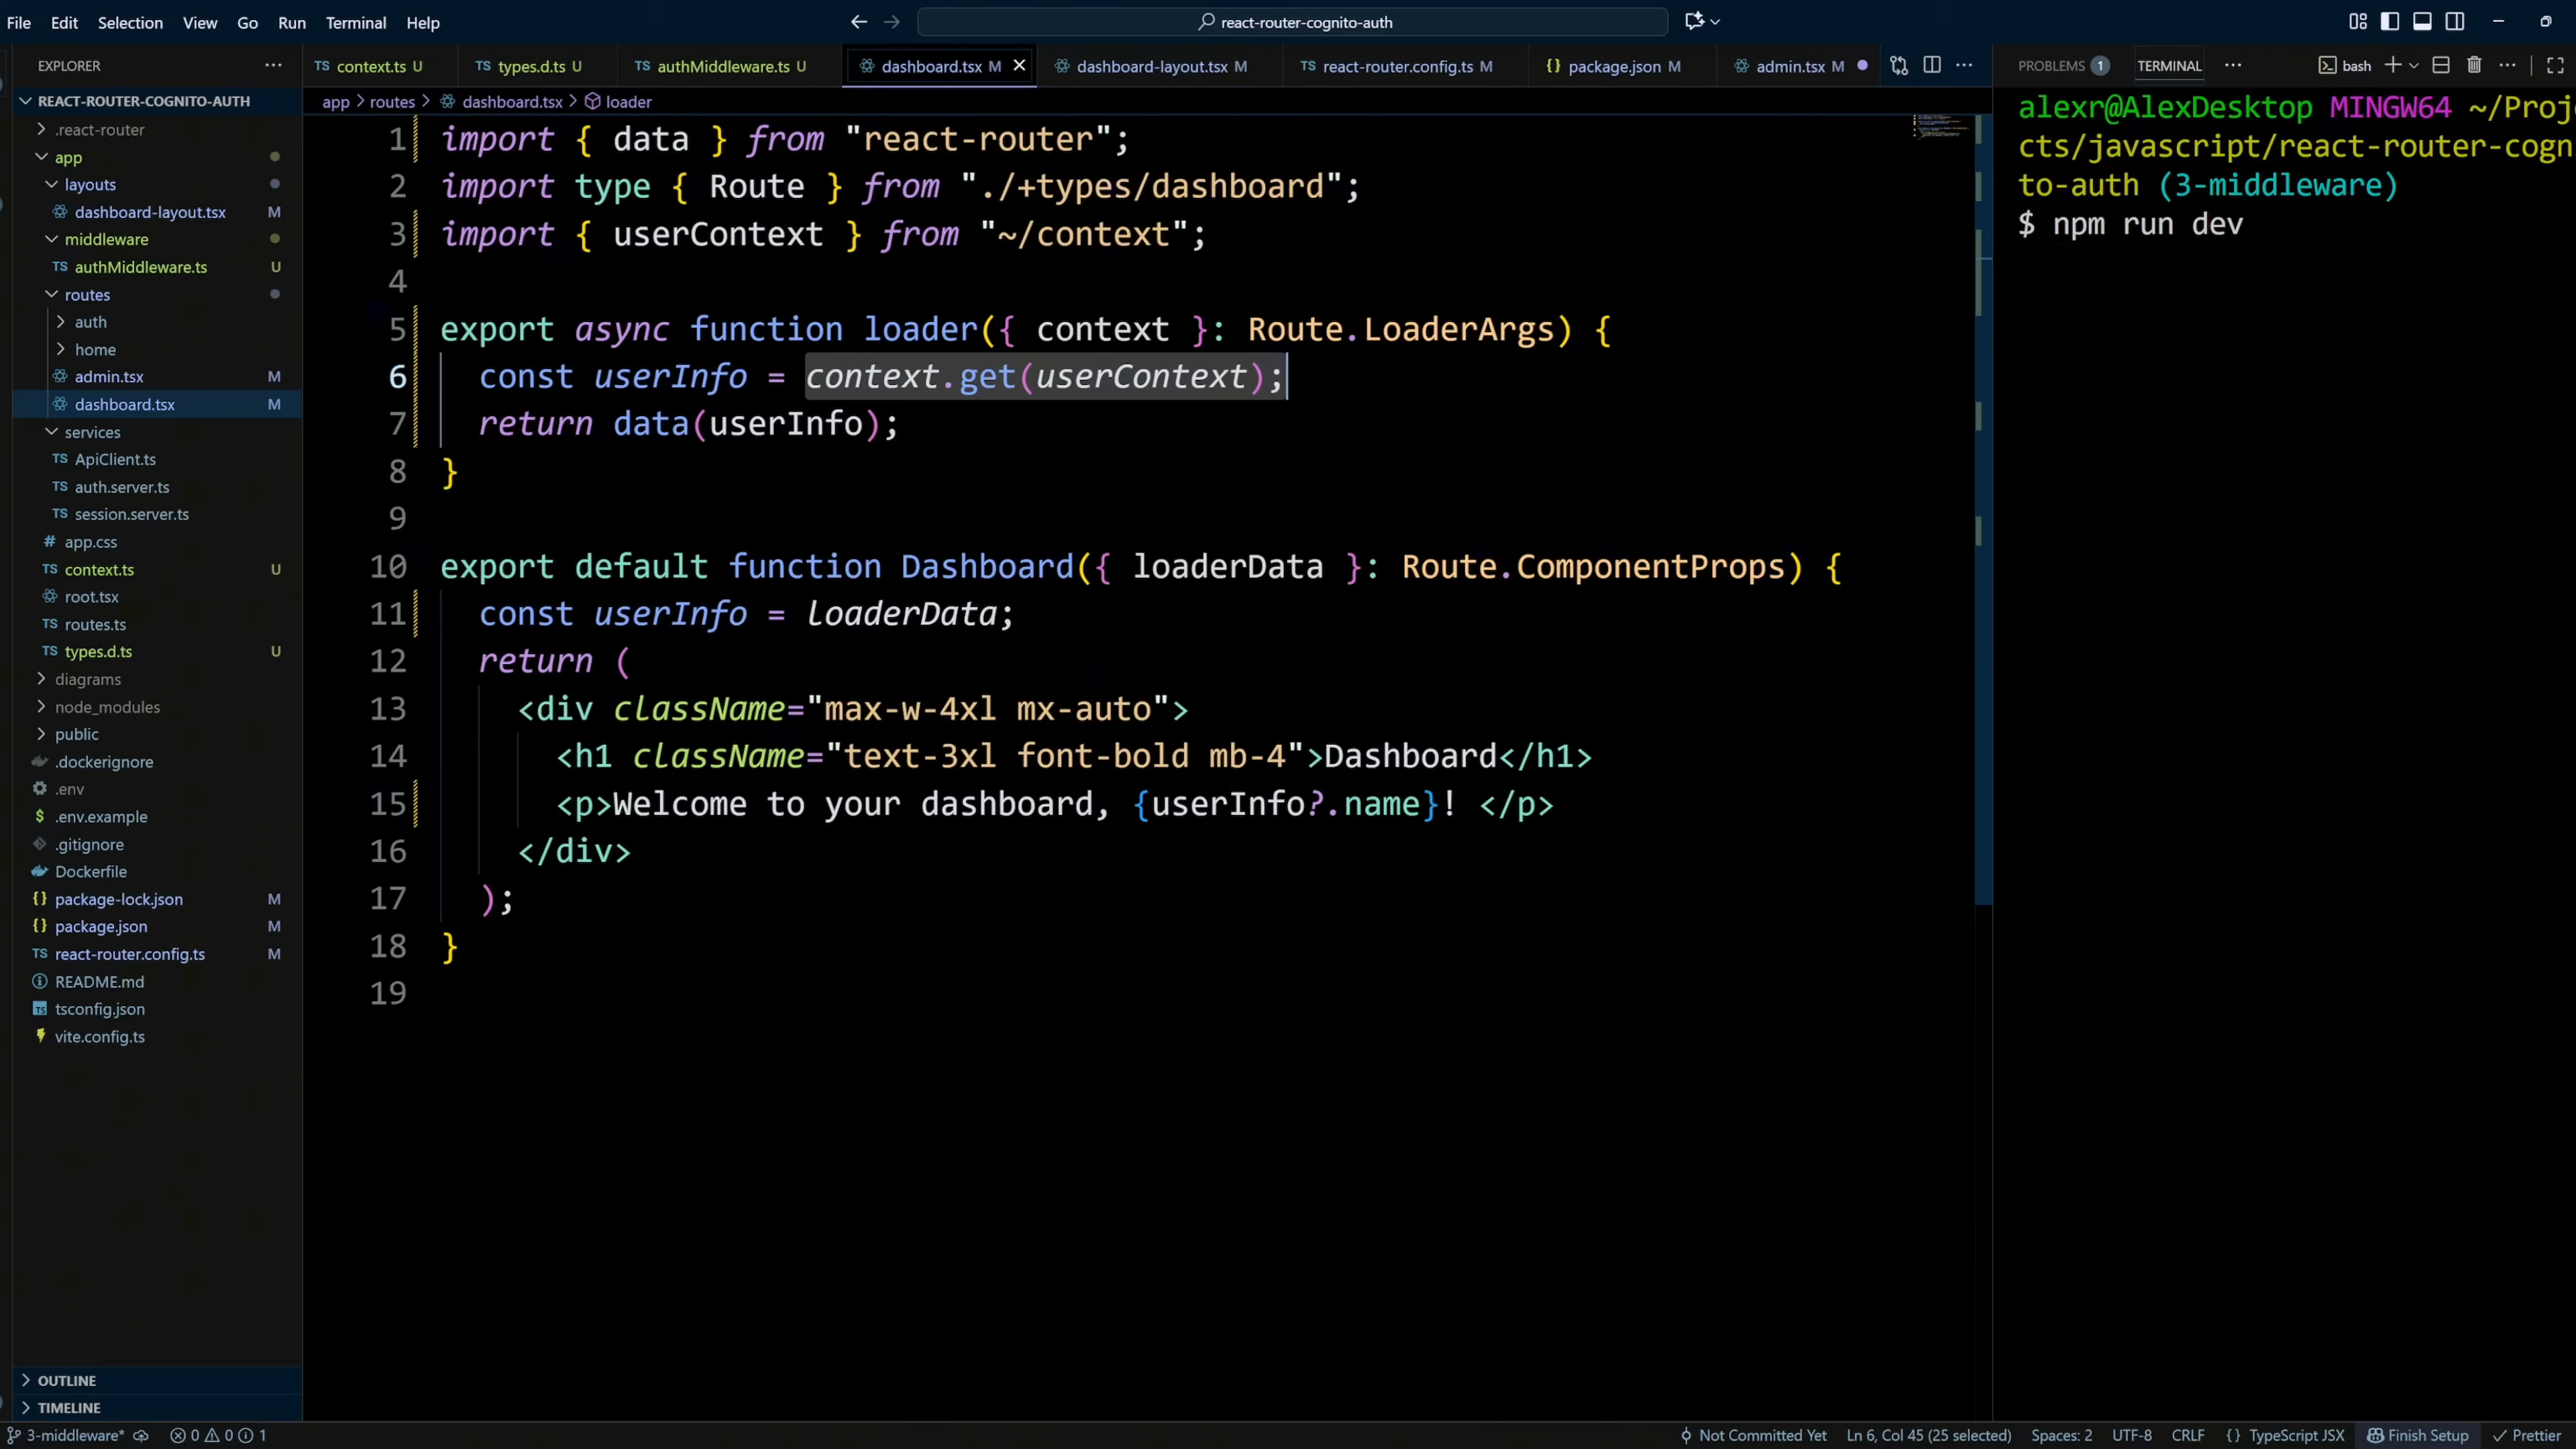 File Edit Selection View Go Run Terminal Help
react-router-cognito-auth
EXPLORER
REACT-ROUTER-COGNITO-AUTH
.react-router
app
layouts
dashboard-layout.tsx M
middleware
authMiddleware.ts U
routes
auth
home
admin.tsx M
dashboard.tsx M
services
ApiClient.ts
auth.server.ts
session.server.ts
# app.css
TS context.ts U
root.tsx
TS routes.ts
TS types.d.ts U
diagrams
node_modules
public
.dockerignore
.env
$ .env.example
.gitignore
Dockerfile
{} package-lock.json M
{} package.json M
TS react-router.config.ts M
README.md
tsconfig.json
vite.config.ts
OUTLINE
TIMELINE
TS context.ts U TS types.d.ts U TS authMiddleware.ts U dashboard.tsx M dashboard-layout.tsx M TS react-router.config.ts M {} package.json M admin.tsx M
app > routes > dashboard.tsx > loader
1 import { data } from "react-router";
2 import type { Route } from "./+types/dashboard";
3 import { userContext } from "~/context";
4
5 export async function loader({ context }: Route.LoaderArgs) {
6 const userInfo = context.get(userContext);
7 return data(userInfo);
8 }
9
10 export default function Dashboard({ loaderData }: Route.ComponentProps) {
11 const userInfo = loaderData;
12 return (
13 <div className="max-w-4xl mx-auto">
14 <h1 className="text-3xl font-bold mb-4">Dashboard</h1>
15 <p>Welcome to your dashboard, {userInfo?.name}! </p>
16 </div>
17 );
18 }
19
PROBLEMS 1 TERMINAL bash
alexr@AlexDesktop MINGW64 ~/Proj
cts/javascript/react-router-cogn
to-auth (3-middleware)
$ npm run dev
3-middleware* 0 0 1
Not Committed Yet Ln 6, Col 45 (25 selected) Spaces: 2 UTF-8 CRLF {} TypeScript JSX Finish Setup Prettier